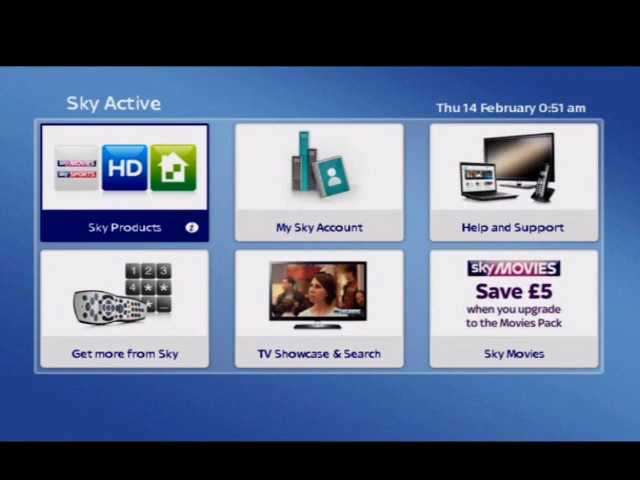 Sky Active
Thu 14 February 0:51 am
sky MOVIES
sky SPORTS
HD
Sky Products
i
My Sky Account
Help and Support
1 2 3
4 * *
* —
Get more from Sky
TV Showcase & Search
sky MOVIES
Save £5
when you upgrade
to the Movies Pack
Sky Movies